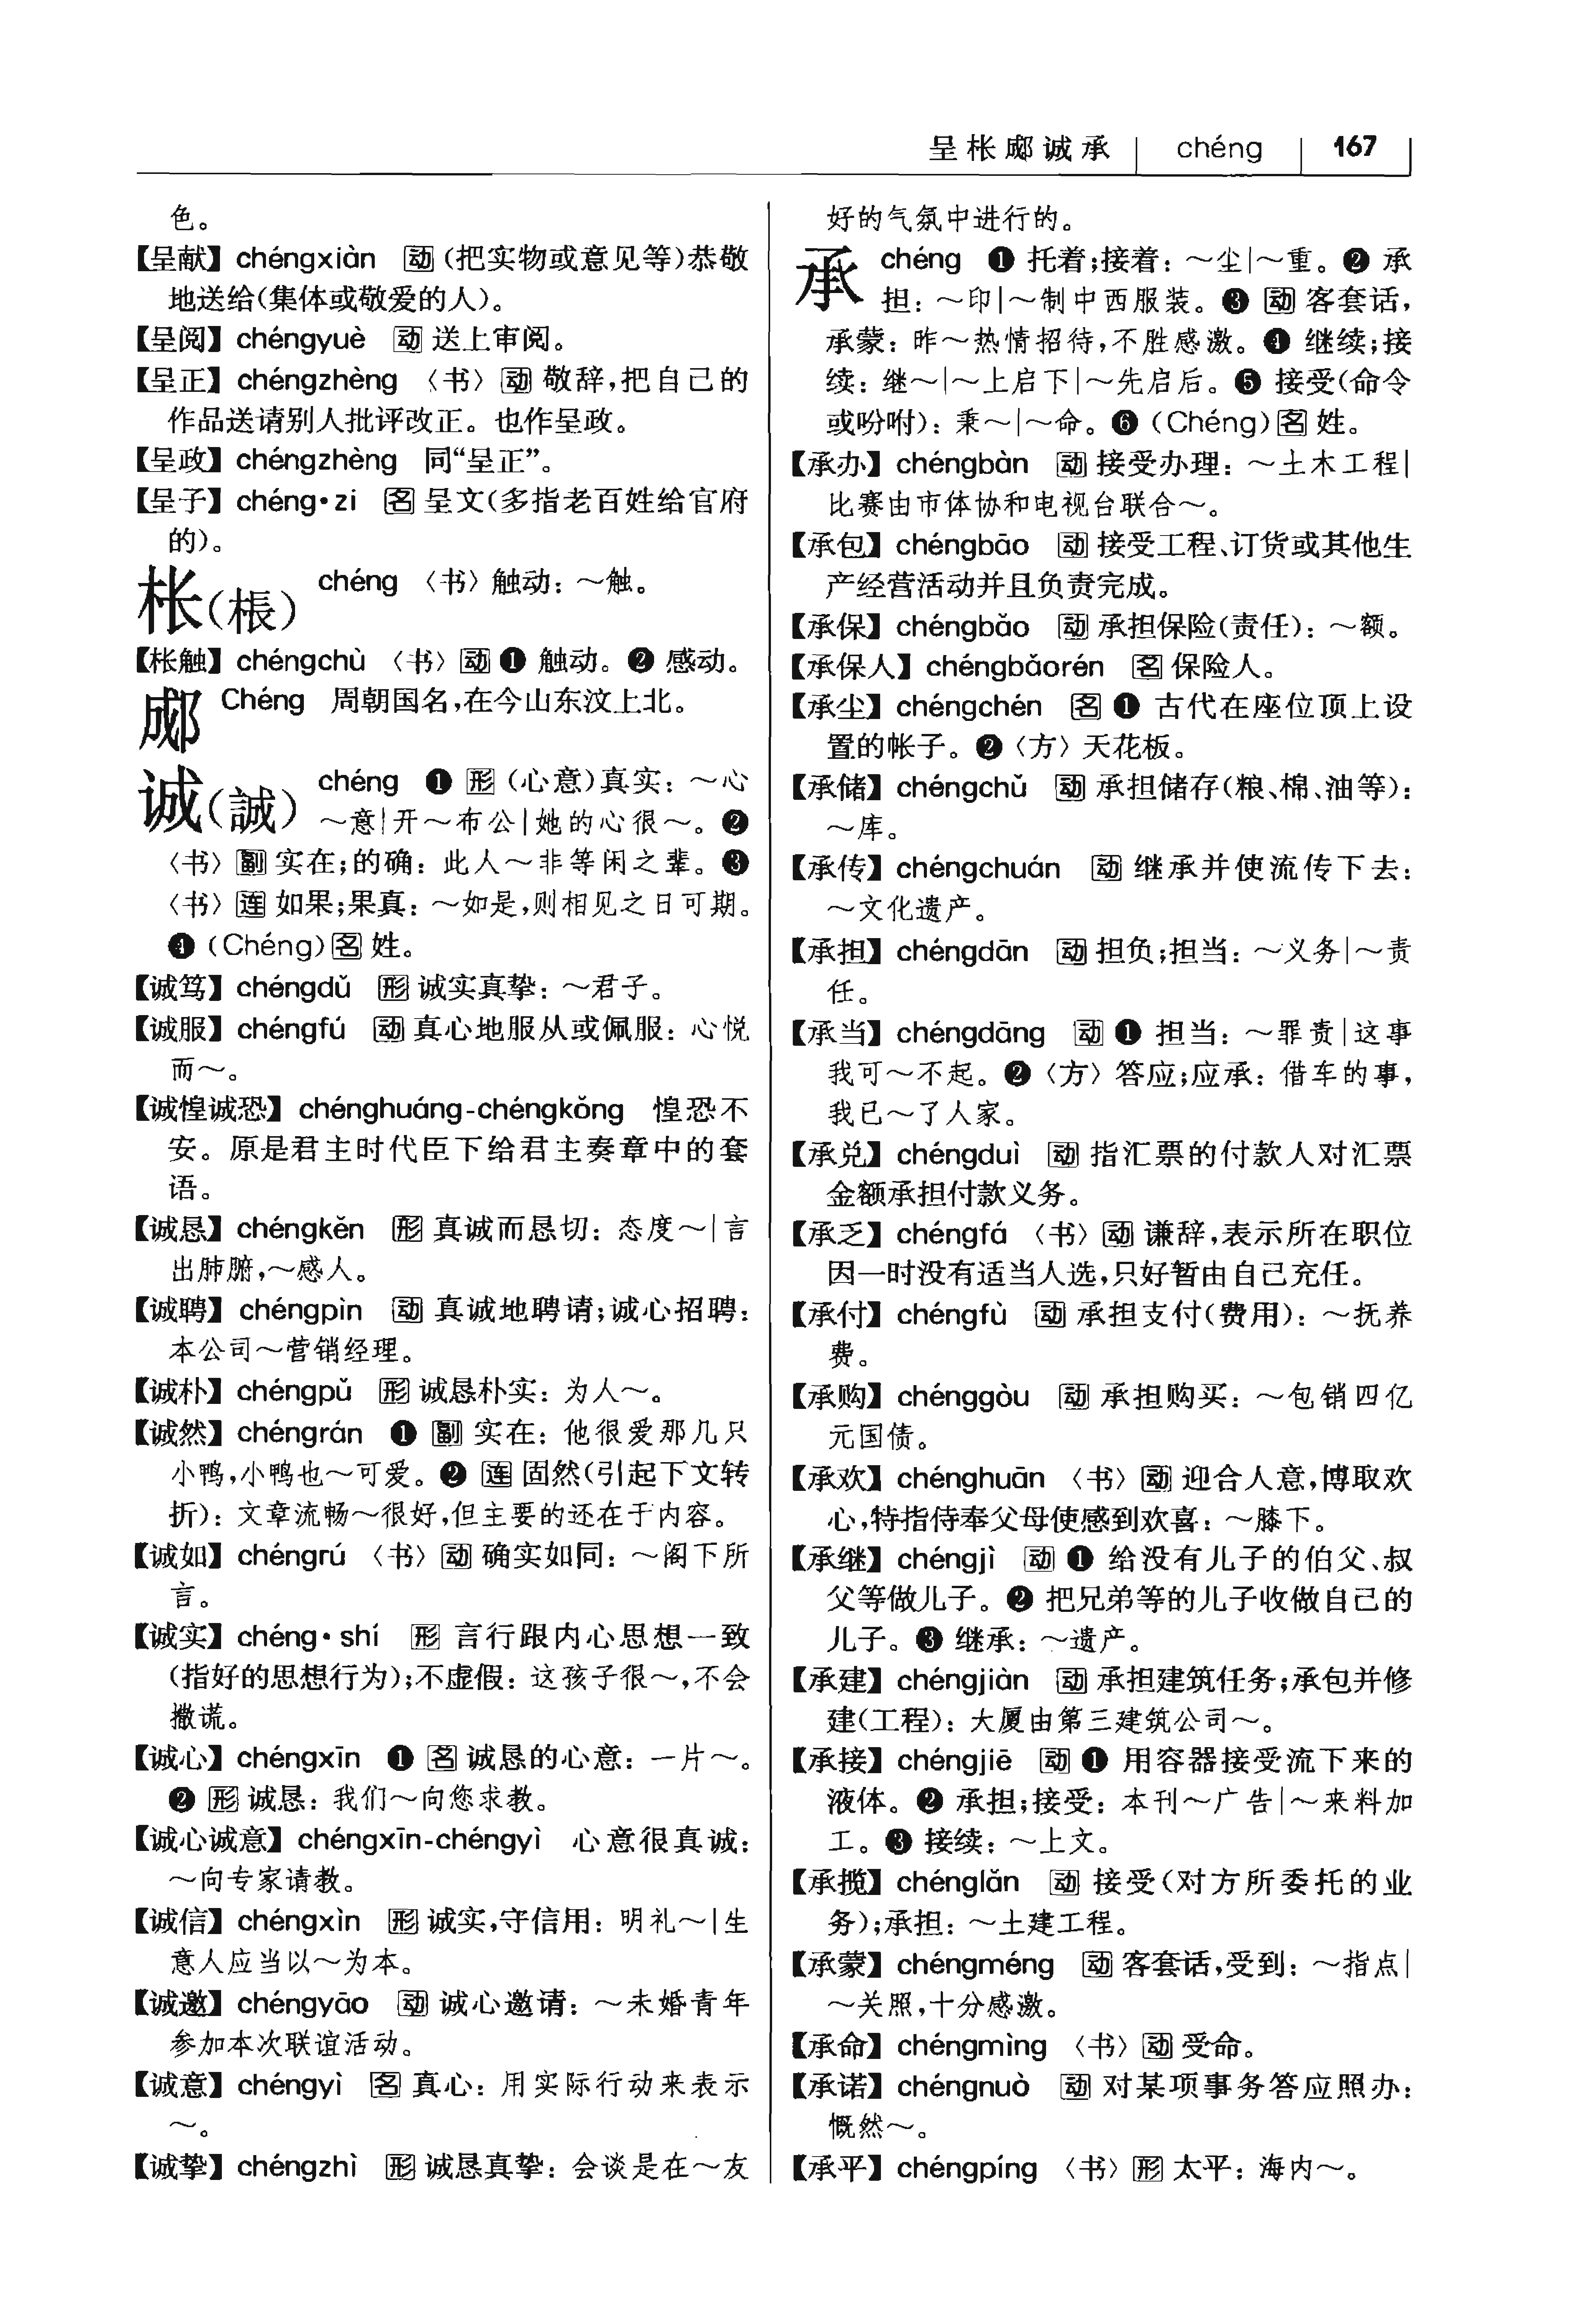 呈枨郕诚承 chéng 167
色。
【呈献】chéngxiàn 动(把实物或意见等)恭敬
地送给(集体或敬爱的人)。
【呈阅】chéngyuè 动 送上审阅。
【呈正】chéngzhèng 〈书〉动 敬辞,把自己的
作品送请别人批评改正。也作呈政。
【呈政】chéngzhèng 同“呈正”。
【呈子】chéng·zi 名 呈文(多指老百姓给官府
的)。
枨(棖) chéng 〈书〉触动:~触。
【枨触】chéngchù 〈书〉动 ❶ 触动。❷ 感动。
郕 Chéng 周朝国名,在今山东汶上北。
诚(誠) chéng ❶ 形(心意)真实:~心
~意|开~布公|她的心很~。❷
〈书〉副 实在;的确:此人~非等闲之辈。❸
〈书〉连 如果;果真:~如是,则相见之日可期。
❹ (Chéng)名 姓。
【诚笃】chéngdǔ 形 诚实真挚:~君子。
【诚服】chéngfú 动 真心地服从或佩服:心悦
而~。
【诚惶诚恐】chénghuáng-chéngkǒng 惶恐不
安。原是君主时代臣下给君主奏章中的套
语。
【诚恳】chéngkěn 形 真诚而恳切:态度~|言
出肺腑,~感人。
【诚聘】chéngpìn 动 真诚地聘请;诚心招聘:
本公司~营销经理。
【诚朴】chéngpǔ 形 诚恳朴实:为人~。
【诚然】chéngrán ❶ 副 实在:他很爱那几只
小鸭,小鸭也~可爱。❷ 连 固然(引起下文转
折):文章流畅~很好,但主要的还在于内容。
【诚如】chéngrú 〈书〉动 确实如同:~阁下所
言。
【诚实】chéng·shí 形 言行跟内心思想一致
(指好的思想行为);不虚假:这孩子很~,不会
撒谎。
【诚心】chéngxīn ❶ 名 诚恳的心意:一片~。
❷ 形 诚恳:我们~向您求教。
【诚心诚意】chéngxīn-chéngyì 心意很真诚:
~向专家请教。
【诚信】chéngxìn 形 诚实,守信用:明礼~|生
意人应当以~为本。
【诚邀】chéngyāo 动 诚心邀请:~未婚青年
参加本次联谊活动。
【诚意】chéngyì 名 真心:用实际行动来表示
~。
【诚挚】chéngzhì 形 诚恳真挚:会谈是在~友
好的气氛中进行的。
承 chéng ❶ 托着;接着:~尘|~重。❷ 承
担:~印|~制中西服装。❸ 动 客套话,
承蒙:昨~热情招待,不胜感激。❹ 继续;接
续:继~|~上启下|~先启后。❺ 接受(命令
或吩咐):秉~|~命。❻ (Chéng)名 姓。
【承办】chéngbàn 动 接受办理:~土木工程|
比赛由市体协和电视台联合~。
【承包】chéngbāo 动 接受工程、订货或其他生
产经营活动并且负责完成。
【承保】chéngbǎo 动 承担保险(责任):~额。
【承保人】chéngbǎorén 名 保险人。
【承尘】chéngchén 名 ❶ 古代在座位顶上设
置的帐子。❷〈方〉天花板。
【承储】chéngchǔ 动 承担储存(粮、棉、油等):
~库。
【承传】chéngchuán 动 继承并使流传下去:
~文化遗产。
【承担】chéngdān 动 担负;担当:~义务|~责
任。
【承当】chéngdāng 动 ❶ 担当:~罪责|这事
我可~不起。❷〈方〉答应;应承:借车的事,
我已~了人家。
【承兑】chéngduì 动 指汇票的付款人对汇票
金额承担付款义务。
【承乏】chéngfá 〈书〉动 谦辞,表示所在职位
因一时没有适当人选,只好暂由自己充任。
【承付】chéngfù 动 承担支付(费用):~抚养
费。
【承购】chénggòu 动 承担购买:~包销四亿
元国债。
【承欢】chénghuān 〈书〉动 迎合人意,博取欢
心,特指侍奉父母使感到欢喜:~膝下。
【承继】chéngjì 动 ❶ 给没有儿子的伯父、叔
父等做儿子。❷ 把兄弟等的儿子收做自己的
儿子。❸ 继承:~遗产。
【承建】chéngjiàn 动 承担建筑任务;承包并修
建(工程):大厦由第三建筑公司~。
【承接】chéngjiē 动 ❶ 用容器接受流下来的
液体。❷ 承担;接受:本刊~广告|~来料加
工。❸ 接续:~上文。
【承揽】chénglǎn 动 接受(对方所委托的业
务);承担:~土建工程。
【承蒙】chéngméng 动 客套话,受到:~指点|
~关照,十分感激。
【承命】chéngmìng 〈书〉动 受命。
【承诺】chéngnuò 动 对某项事务答应照办:
慨然~。
【承平】chéngpíng 〈书〉形 太平:海内~。